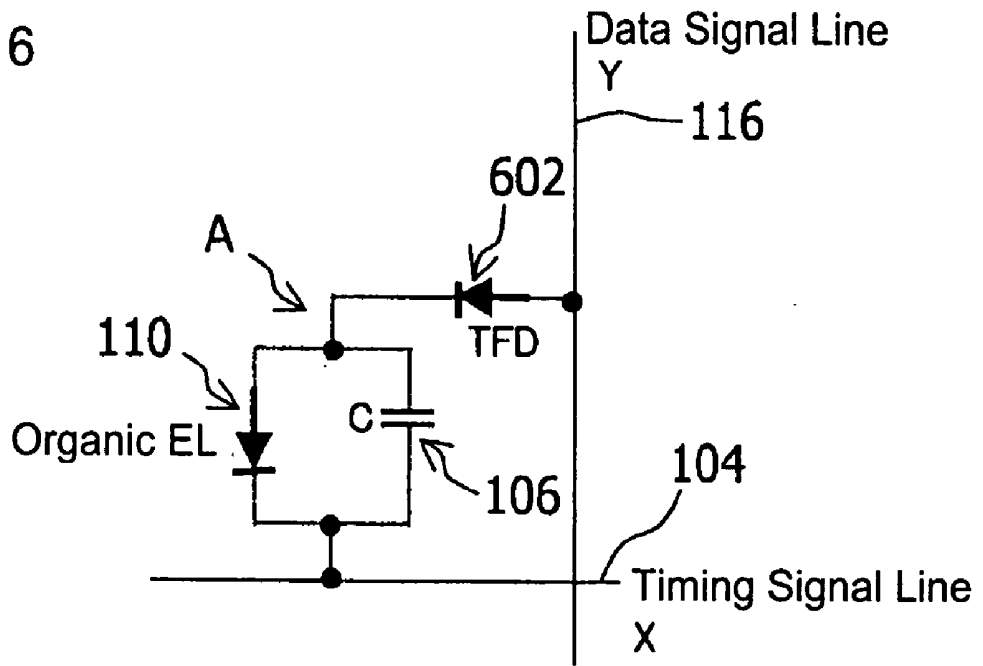 6
Data Signal Line
Y
116
602
A
TFD
110
C
Organic EL
106
104
Timing Signal Line
X